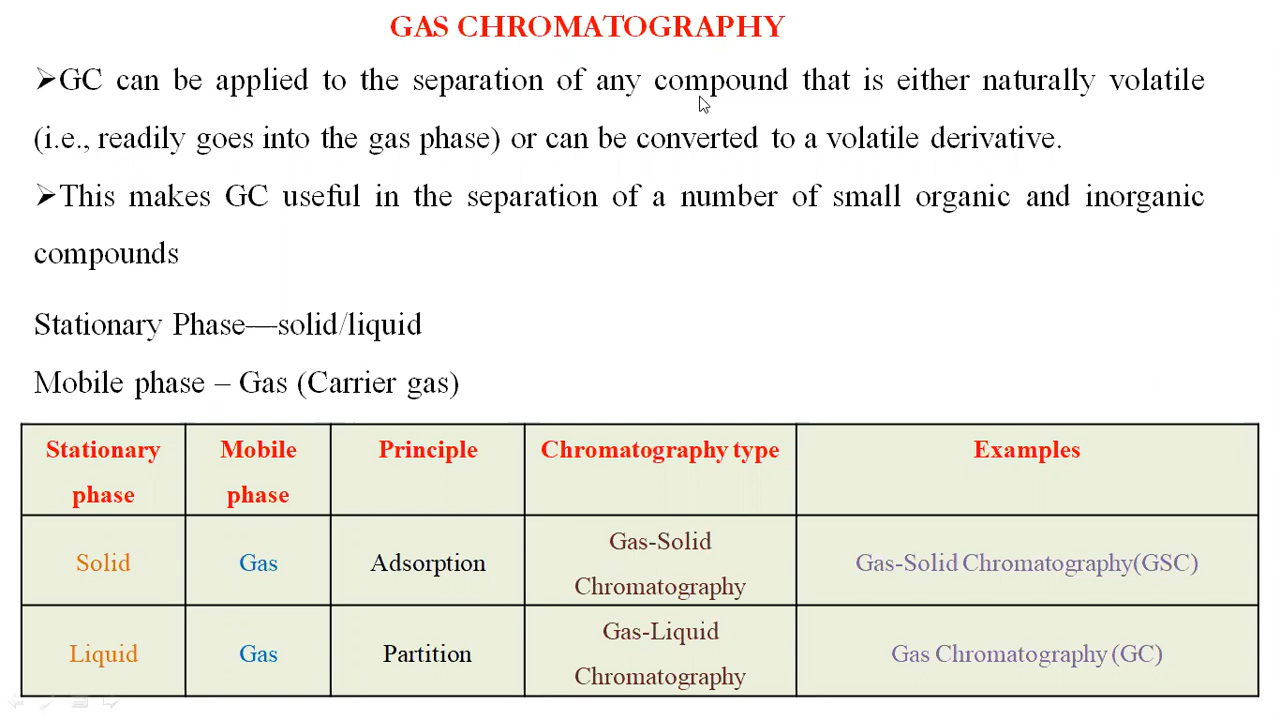 GAS CHROMATOGRAPHY
➢GC can be applied to the separation of any compound that is either naturally volatile
(i.e., readily goes into the gas phase) or can be converted to a volatile derivative.
➢This makes GC useful in the separation of a number of small organic and inorganic
compounds
Stationary Phase—solid/liquid
Mobile phase – Gas (Carrier gas)
Stationary phase | Mobile phase | Principle | Chromatography type | Examples
Solid | Gas | Adsorption | Gas-Solid Chromatography | Gas-Solid Chromatography(GSC)
Liquid | Gas | Partition | Gas-Liquid Chromatography | Gas Chromatography (GC)